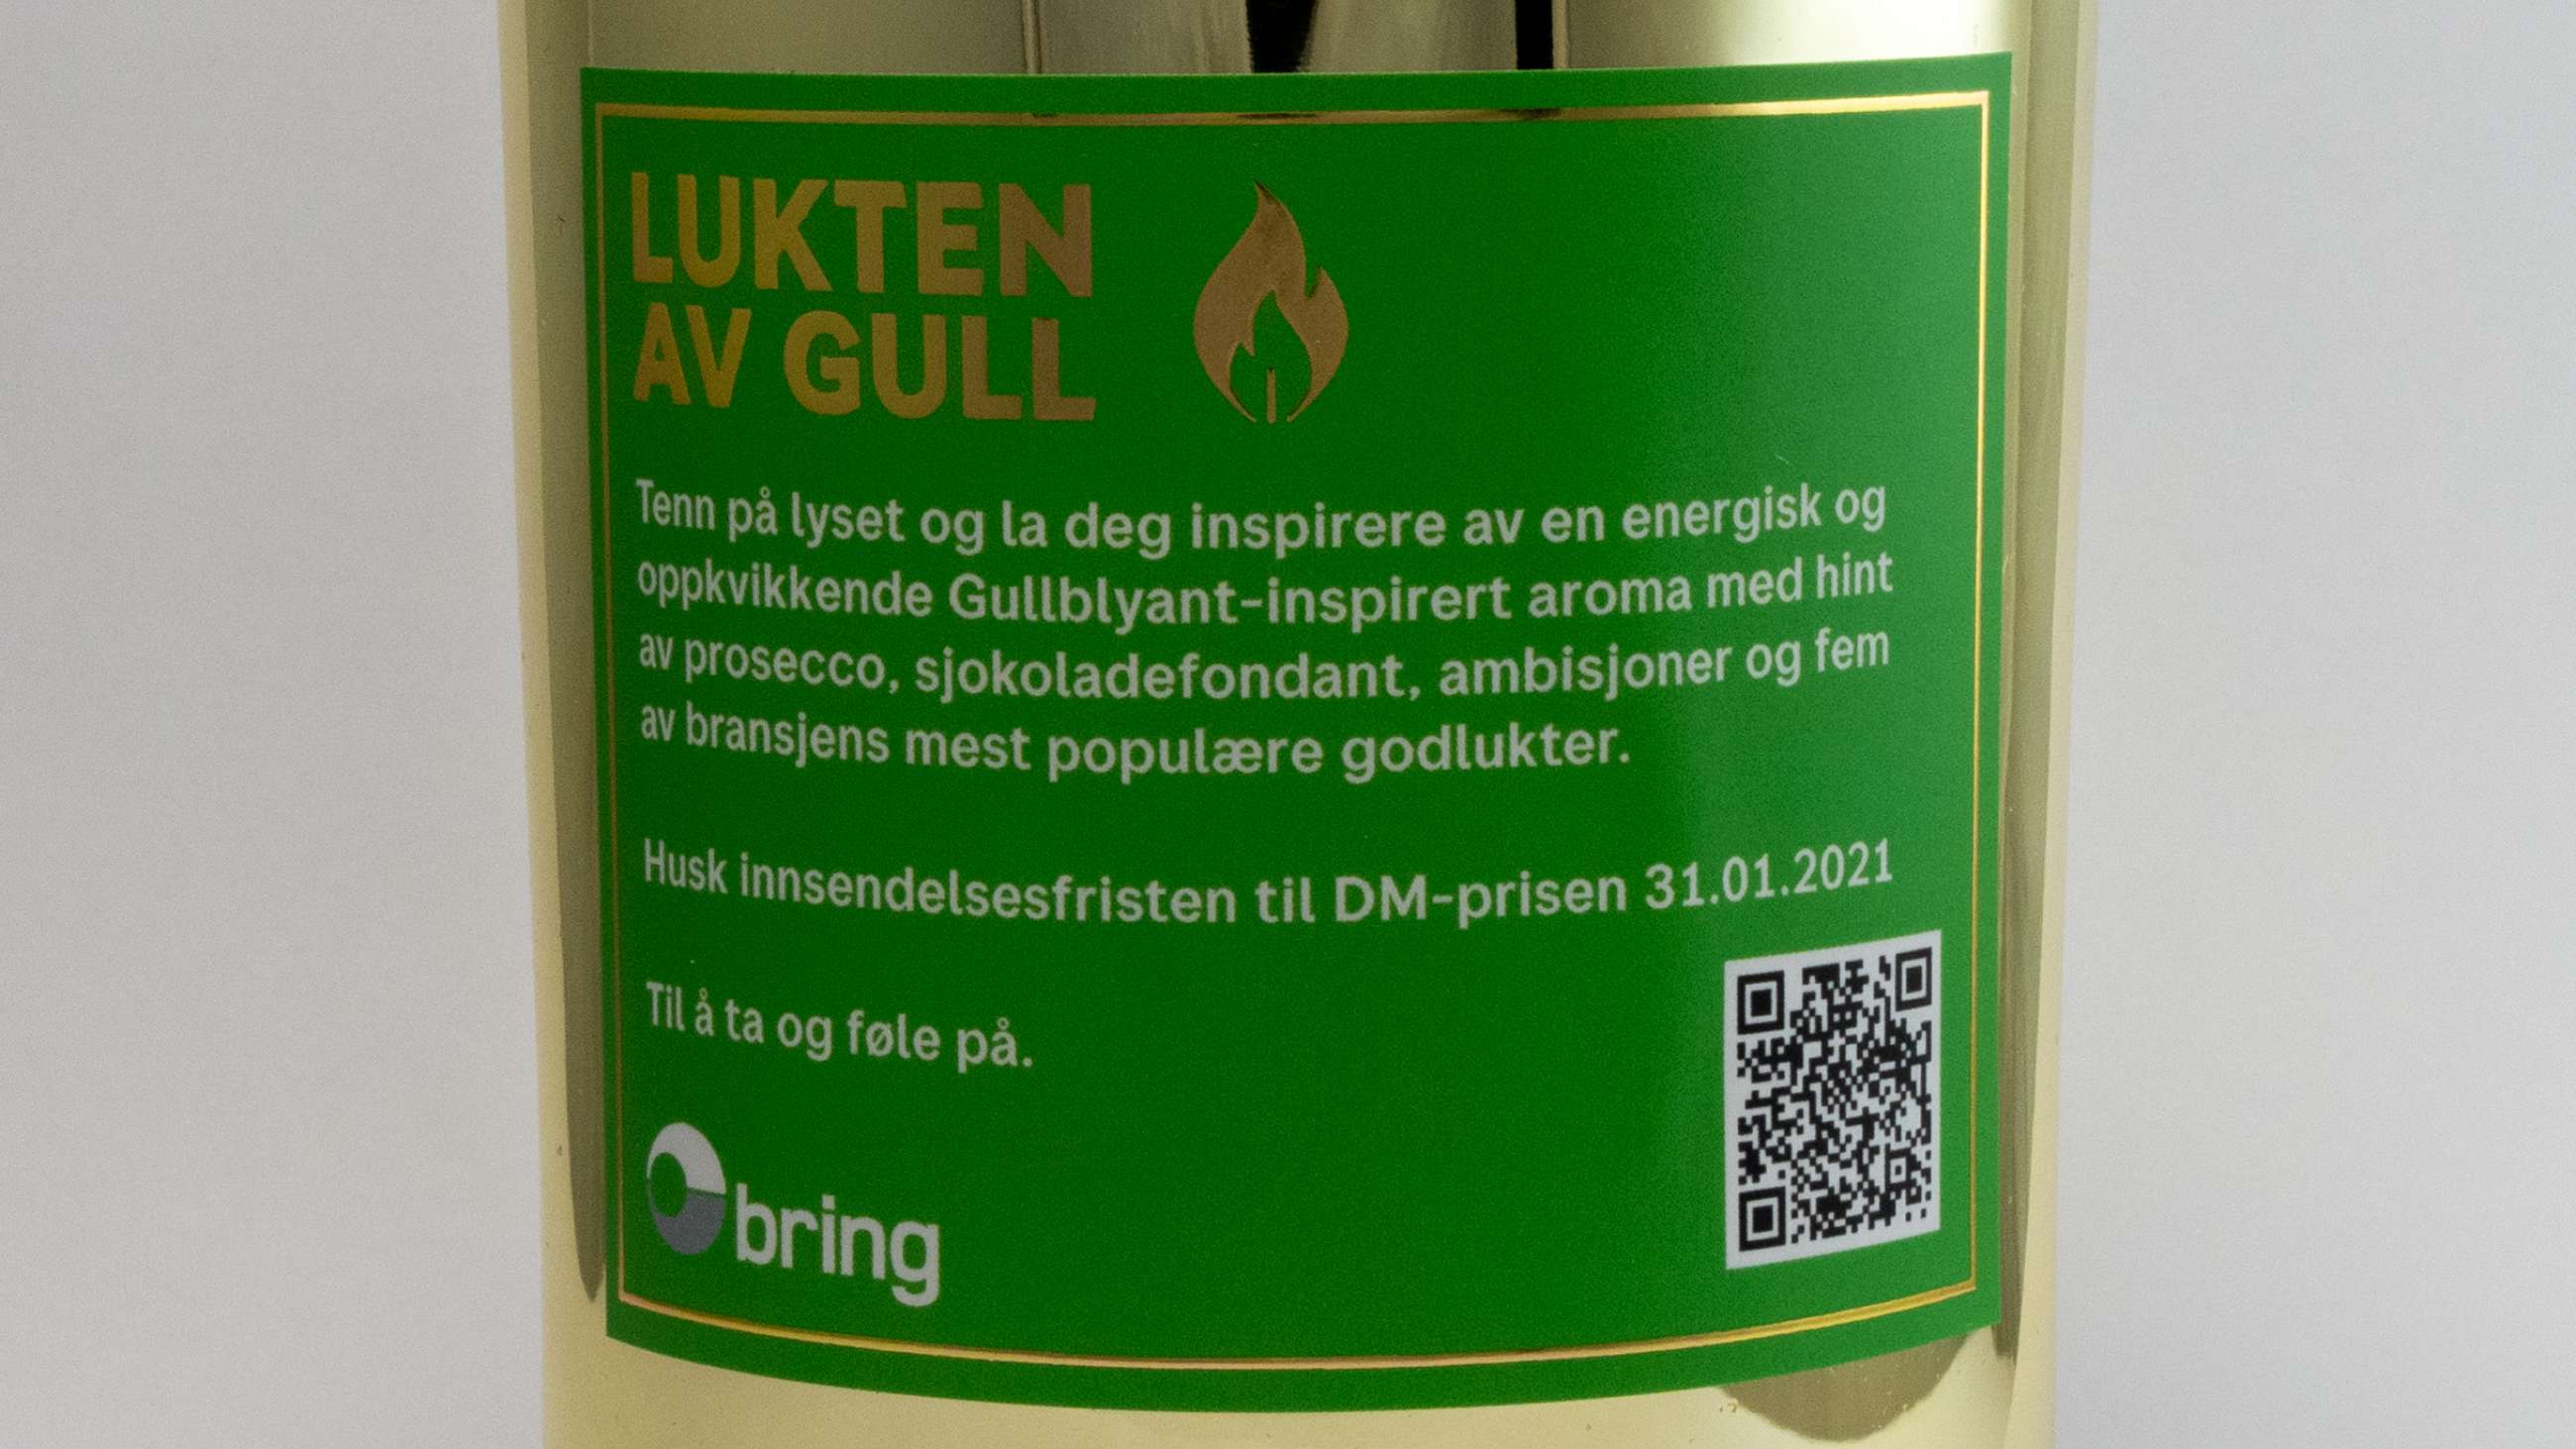 LUKTEN
AV GULL
Tenn på lyset og la deg inspirere av en energisk og
oppkvikkende Gullblyant-inspirert aroma med hint
av prosecco, sjokoladefondant, ambisjoner og fem
av bransjens mest populære godlukter.
Husk innsendelsesfristen til DM-prisen 31.01.2021
Til å ta og føle på.
bring